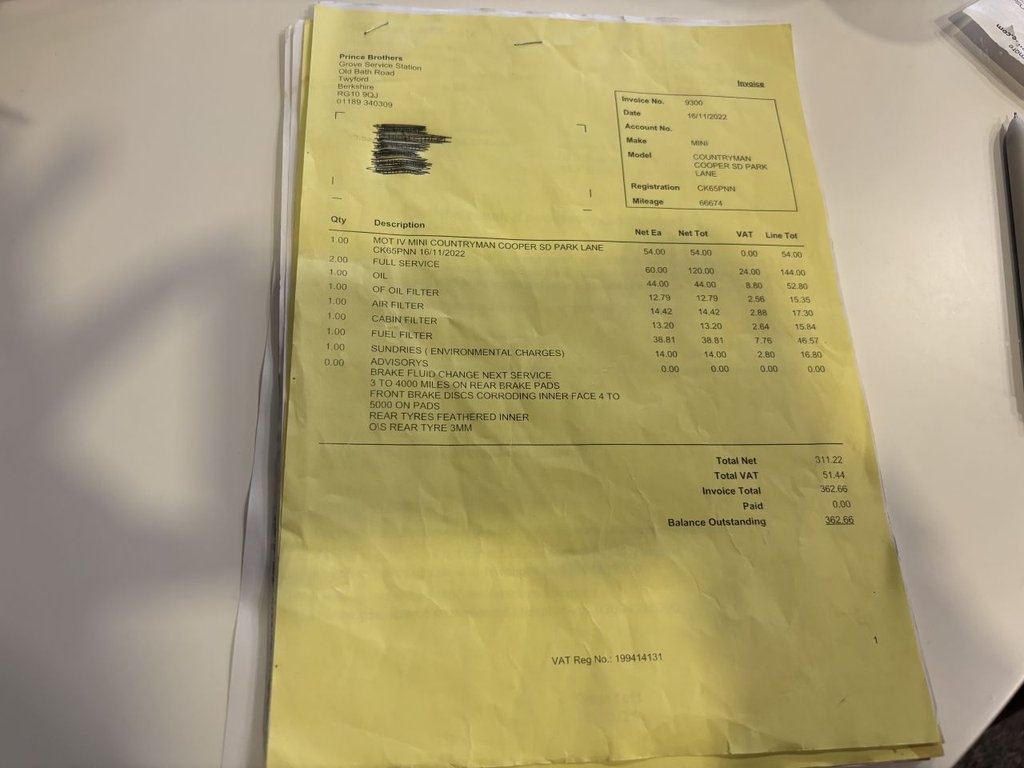 Prince Brothers
Grove Service Station
Old Bath Road
Twyford
Berkshire
RG10 9QJ
01189 340309
Invoice
Invoice No. 9300
Date 16/11/2022
Account No.
Make MINI
Model COUNTRYMAN
COOPER SD PARK
LANE
Registration CK65PNN
Mileage 66674
Qty Description Net Ea Net Tot VAT Line Tot
1.00 MOT IV MINI COUNTRYMAN COOPER SD PARK LANE 54.00 54.00 0.00 54.00
CK65PNN 16/11/2022
2.00 FULL SERVICE 60.00 120.00 24.00 144.00
1.00 OIL 44.00 44.00 8.80 52.80
1.00 OF OIL FILTER 12.79 12.79 2.56 15.35
1.00 AIR FILTER 14.42 14.42 2.88 17.30
1.00 CABIN FILTER 13.20 13.20 2.64 15.84
1.00 FUEL FILTER 38.81 38.81 7.76 46.57
1.00 SUNDRIES ( ENVIRONMENTAL CHARGES) 14.00 14.00 2.80 16.80
0.00 ADVISORYS 0.00 0.00 0.00 0.00
BRAKE FLUID CHANGE NEXT SERVICE
3 TO 4000 MILES ON REAR BRAKE PADS
FRONT BRAKE DISCS CORRODING INNER FACE 4 TO
5000 ON PADS
REAR TYRES FEATHERED INNER
O\S REAR TYRE 3MM
Total Net 311.22
Total VAT 51.44
Invoice Total 362.66
Paid 0.00
Balance Outstanding 362.66
1
VAT Reg No.: 199414131